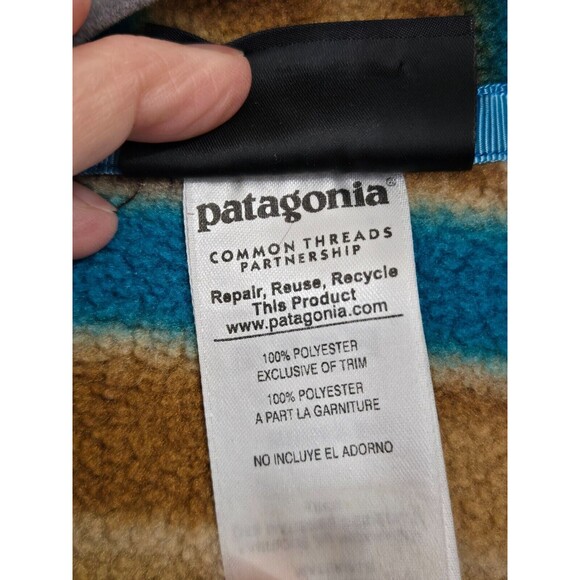 patagonia®
COMMON THREADS
PARTNERSHIP
Repair, Reuse, Recycle
This Product
www.patagonia.com
100% POLYESTER
EXCLUSIVE OF TRIM
100% POLYESTER
A PART LA GARNITURE
NO INCLUYE EL ADORNO